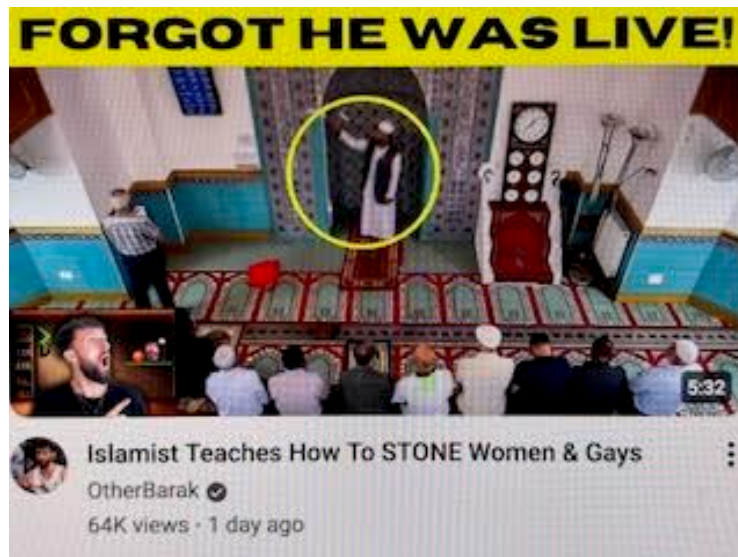 FORGOT HE WAS LIVE!
5:32
Islamist Teaches How To STONE Women & Gays
OtherBarak
64K views · 1 day ago